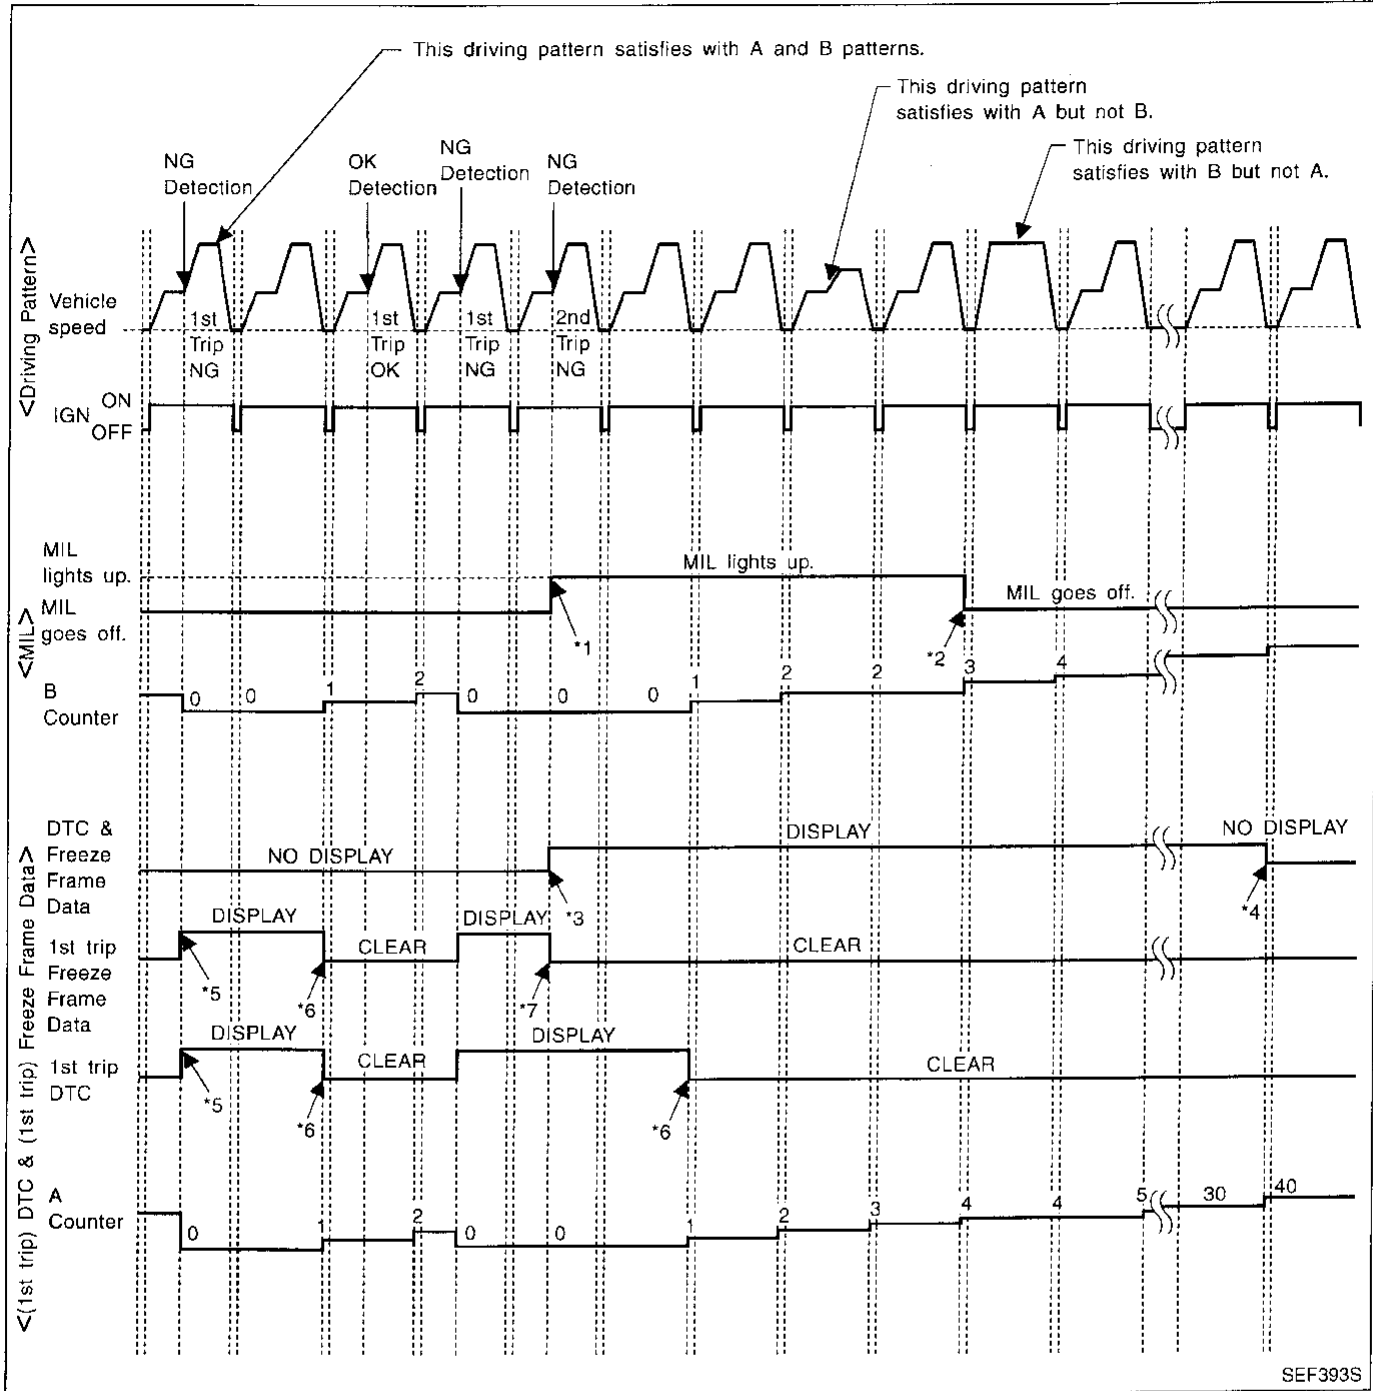 This driving pattern satisfies with A and B patterns.
This driving pattern
satisfies with A but not B.
This driving pattern
satisfies with B but not A.
NG
Detection
OK
Detection
NG
Detection
NG
Detection
<Driving Pattern>
Vehicle
speed
1st
Trip
NG
1st
Trip
OK
1st
Trip
NG
2nd
Trip
NG
IGN
ON
OFF
<MIL>
MIL
lights up.
MIL
goes off.
MIL lights up.
MIL goes off.
*1
*2
B
Counter
0 0 1 2 0 0 0 1 2 2 3 4
<(1st trip) DTC & (1st trip) Freeze Frame Data>
DTC &
Freeze
Frame
Data
NO DISPLAY
DISPLAY
NO DISPLAY
*3
*4
1st trip
Freeze
Frame
Data
DISPLAY
CLEAR
DISPLAY
CLEAR
*5
*6
*7
1st trip
DTC
DISPLAY
CLEAR
DISPLAY
CLEAR
*5
*6
*6
A
Counter
0 1 2 0 0 1 2 3 4 4 5 30 40
SEF393S